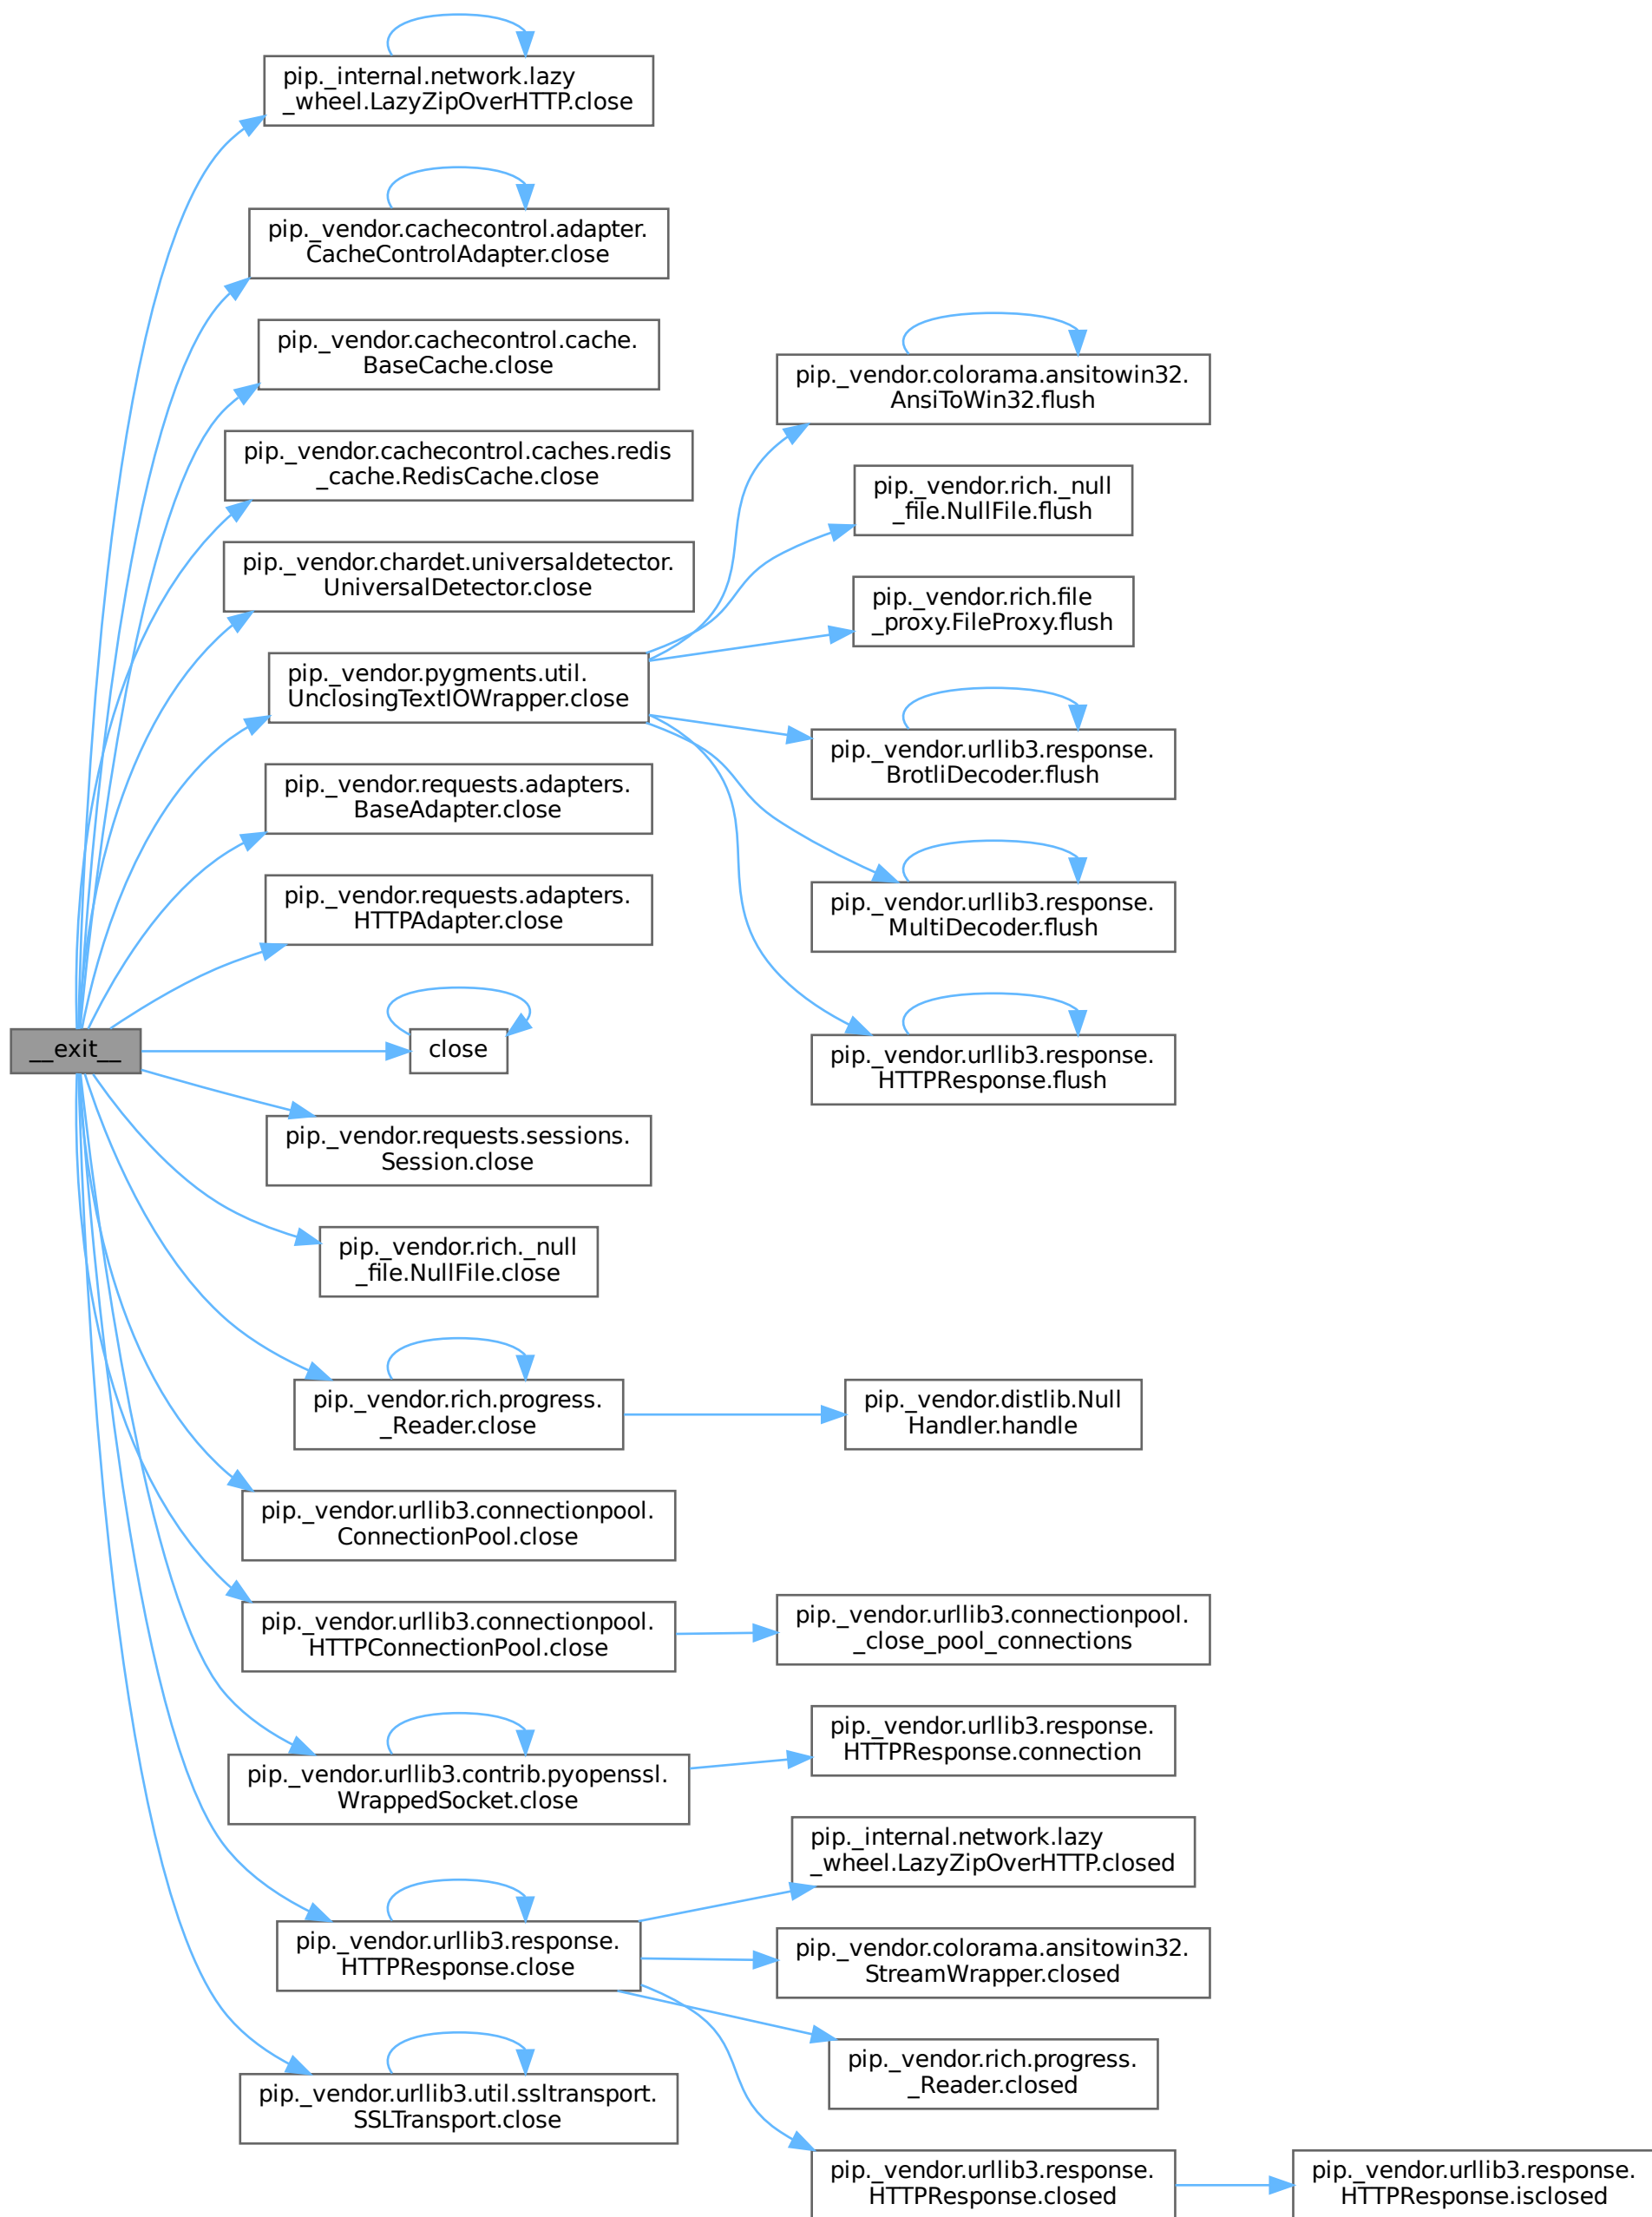 pip._internal.network.lazy
_wheel.LazyZipOverHTTP.close
pip._vendor.cachecontrol.adapter.
CacheControlAdapter.close
pip._vendor.cachecontrol.cache.
BaseCache.close
pip._vendor.cachecontrol.caches.redis
_cache.RedisCache.close
pip._vendor.chardet.universaldetector.
UniversalDetector.close
pip._vendor.pygments.util.
UnclosingTextIOWrapper.close
pip._vendor.requests.adapters.
BaseAdapter.close
pip._vendor.requests.adapters.
HTTPAdapter.close
__exit__
close
pip._vendor.requests.sessions.
Session.close
pip._vendor.rich._null
_file.NullFile.close
pip._vendor.rich.progress.
_Reader.close
pip._vendor.urllib3.connectionpool.
ConnectionPool.close
pip._vendor.urllib3.connectionpool.
HTTPConnectionPool.close
pip._vendor.urllib3.contrib.pyopenssl.
WrappedSocket.close
pip._vendor.urllib3.response.
HTTPResponse.close
pip._vendor.urllib3.util.ssltransport.
SSLTransport.close
pip._vendor.colorama.ansitowin32.
AnsiToWin32.flush
pip._vendor.rich._null
_file.NullFile.flush
pip._vendor.rich.file
_proxy.FileProxy.flush
pip._vendor.urllib3.response.
BrotliDecoder.flush
pip._vendor.urllib3.response.
MultiDecoder.flush
pip._vendor.urllib3.response.
HTTPResponse.flush
pip._vendor.distlib.Null
Handler.handle
pip._vendor.urllib3.connectionpool.
_close_pool_connections
pip._vendor.urllib3.response.
HTTPResponse.connection
pip._internal.network.lazy
_wheel.LazyZipOverHTTP.closed
pip._vendor.colorama.ansitowin32.
StreamWrapper.closed
pip._vendor.rich.progress.
_Reader.closed
pip._vendor.urllib3.response.
HTTPResponse.closed
pip._vendor.urllib3.response.
HTTPResponse.isclosed